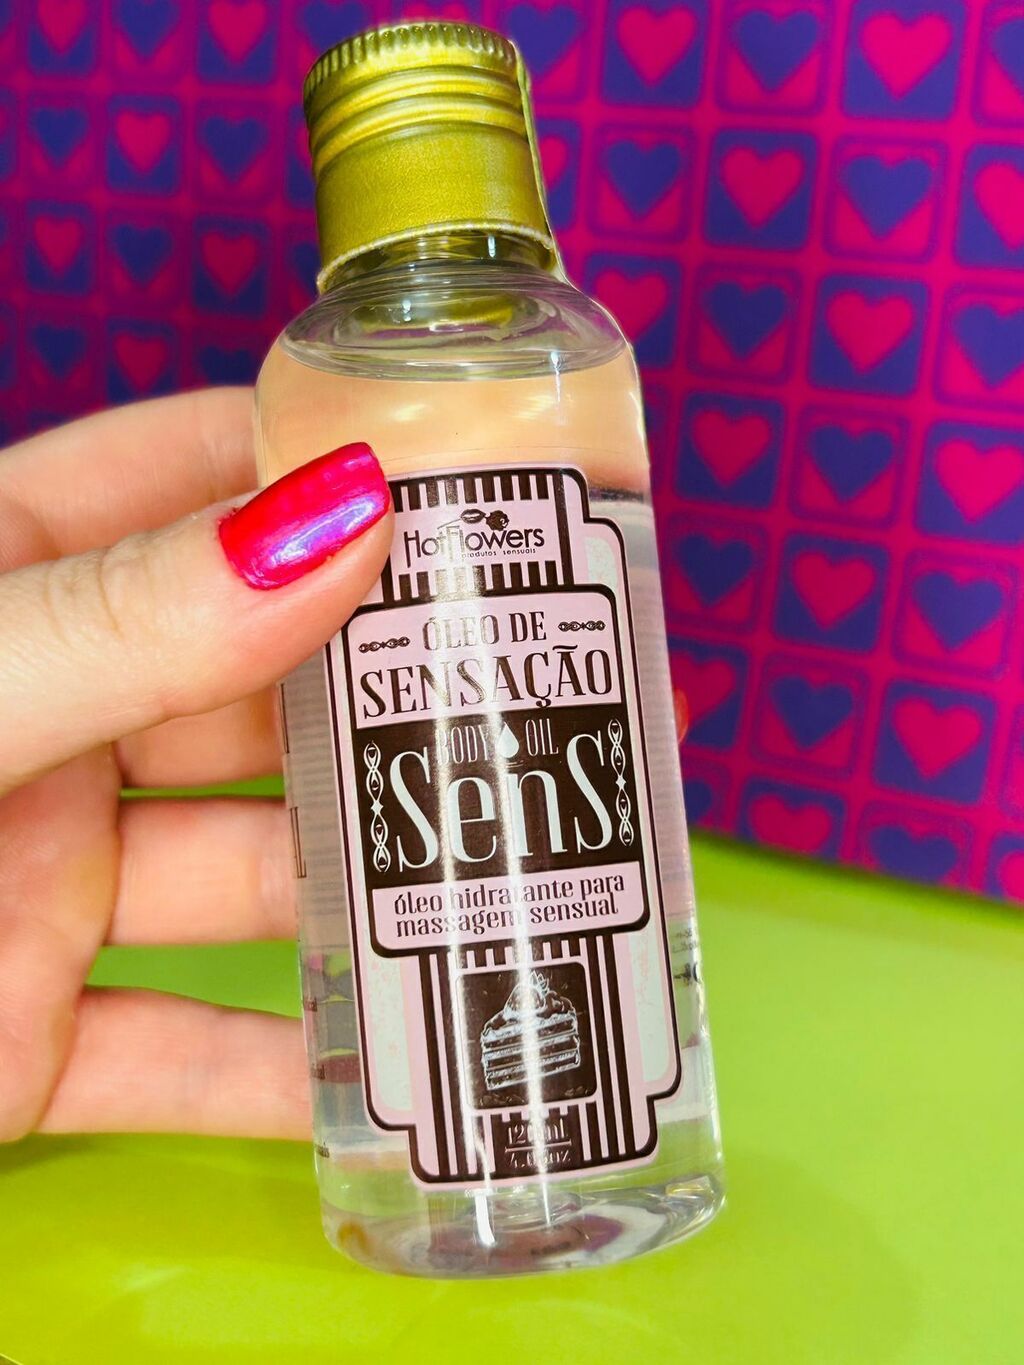 HotFlowers
produtos sensuais
ÓLEO DE
SENSAÇÃO
BODY OIL
SenS
óleo hidratante para
massagem sensual
120mL